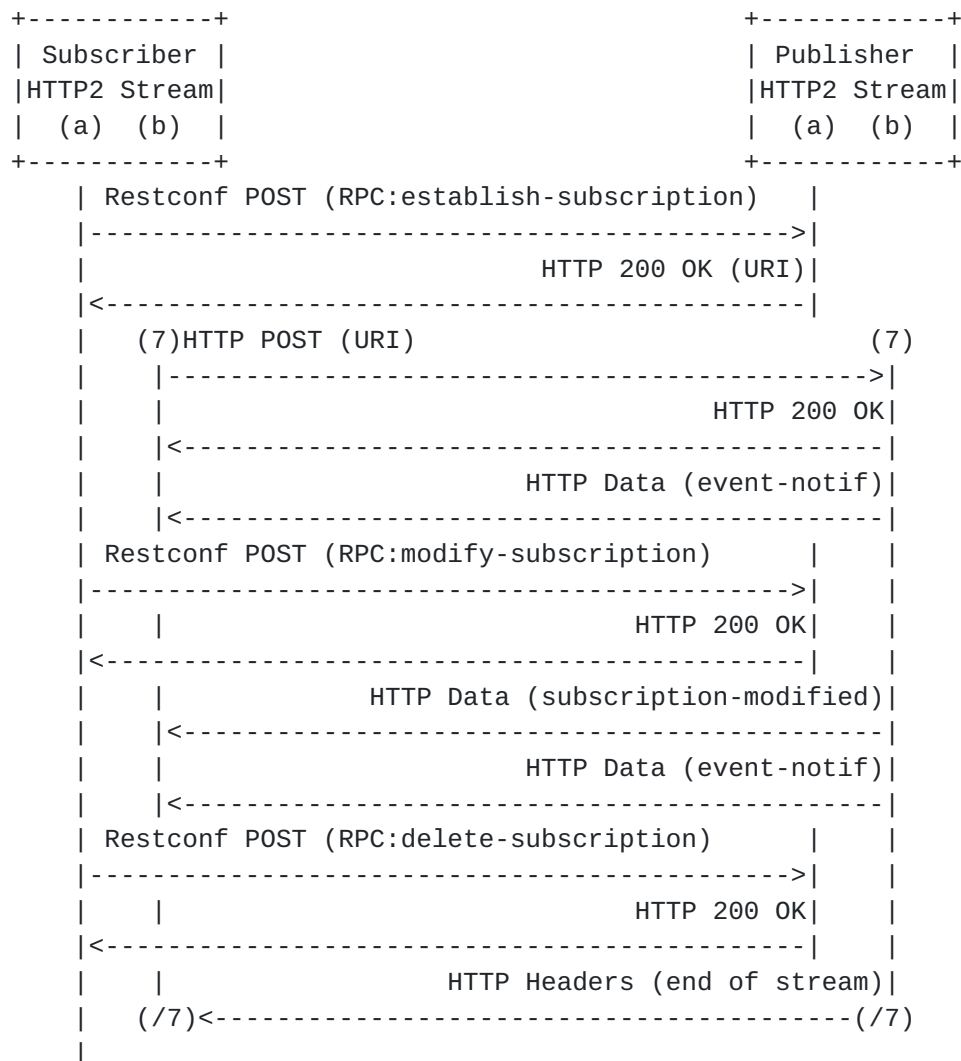 +------------+                                 +------------+
| Subscriber |                                 | Publisher  |
|HTTP2 Stream|                                 |HTTP2 Stream|
|  (a)  (b)  |                                 |  (a)  (b)  |
+------------+                                 +------------+
    | Restconf POST (RPC:establish-subscription)   |
    |--------------------------------------------->|
    |                             HTTP 200 OK (URI)|
    |<---------------------------------------------|
    |   (7)HTTP POST (URI)                             (7)
    |    |--------------------------------------------->|
    |    |                                   HTTP 200 OK|
    |    |<---------------------------------------------|
    |    |                       HTTP Data (event-notif)|
    |    |<---------------------------------------------|
    | Restconf POST (RPC:modify-subscription)      |    |
    |--------------------------------------------->|    |
    |    |                              HTTP 200 OK|    |
    |<---------------------------------------------|    |
    |    |             HTTP Data (subscription-modified)|
    |    |<---------------------------------------------|
    |    |                       HTTP Data (event-notif)|
    |    |<---------------------------------------------|
    | Restconf POST (RPC:delete-subscription)      |    |
    |--------------------------------------------->|    |
    |    |                              HTTP 200 OK|    |
    |<---------------------------------------------|    |
    |    |                  HTTP Headers (end of stream)|
    |   (/7)<-----------------------------------------(/7)
    |